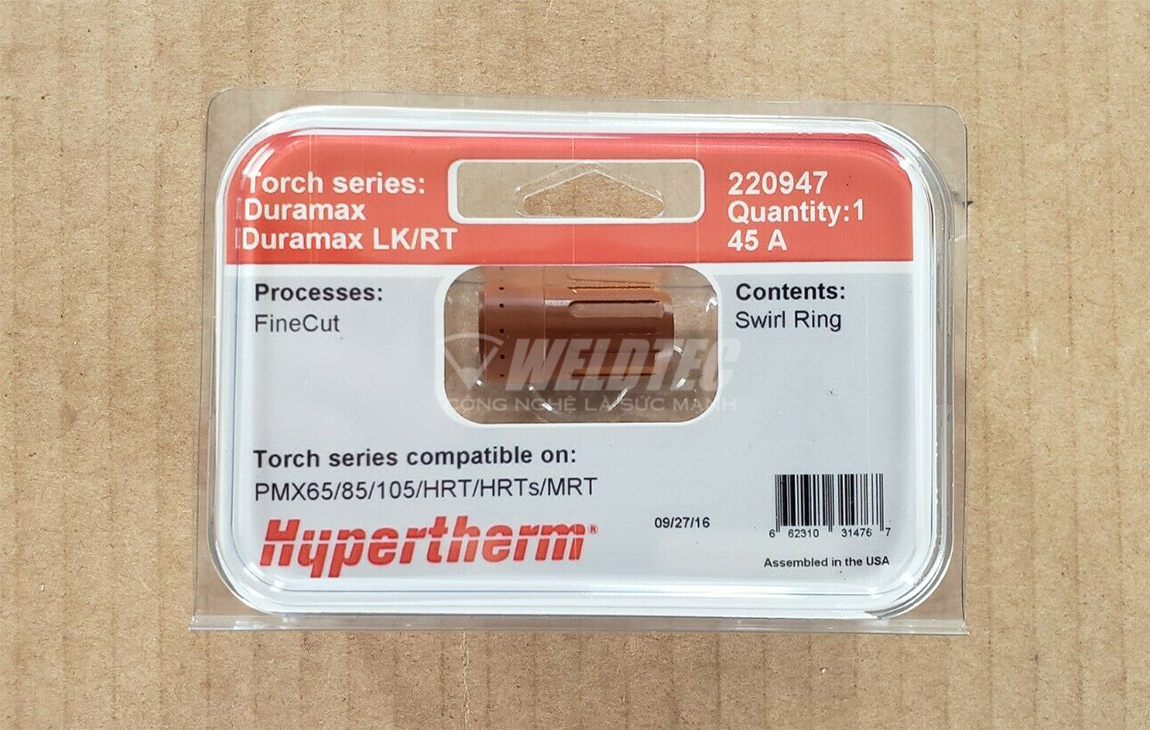 Torch series:
Duramax
Duramax LK/RT
220947
Quantity:1
45 A
Processes:
FineCut
Contents:
Swirl Ring
WELDTEC
CÔNG NGHỆ LÀ SỨC MẠNH
Torch series compatible on:
PMX65/85/105/HRT/HRTs/MRT
Hypertherm®
09/27/16
6 62310 31476 7
Assembled in the USA